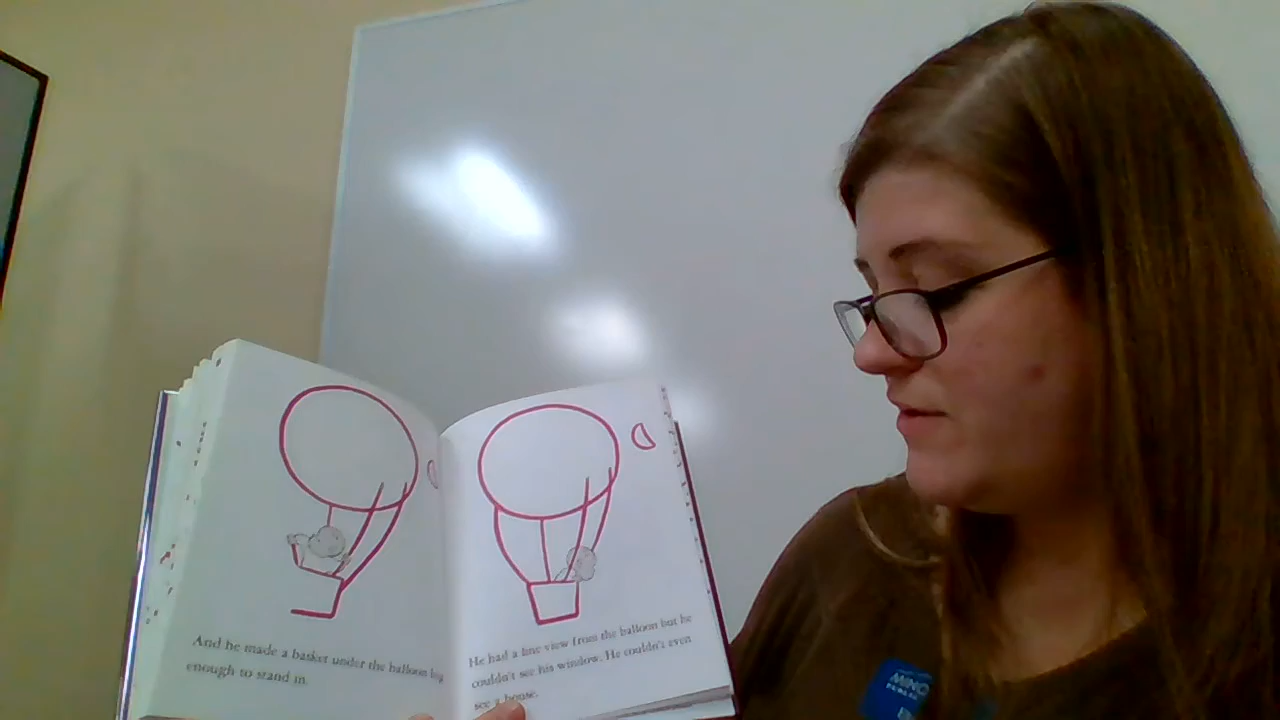 And he made a basket under the balloon big
enough to stand in.
He had a fine view from the balloon but he
couldn't see his window. He couldn't even
see a house.